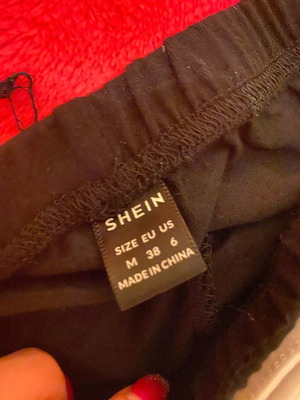 SHEIN
SIZE EU US
M 38 6
MADE IN CHINA